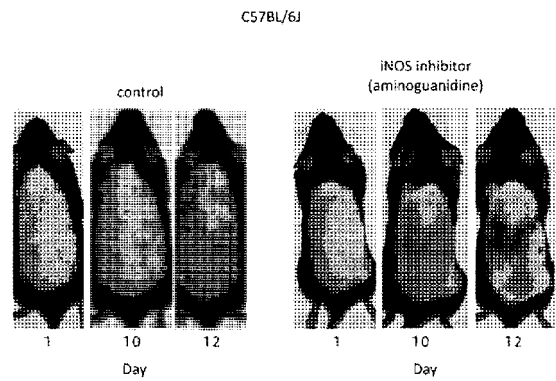 C57BL/6J
control
iNOS inhibitor
(aminoguanidine)
1 10 12
Day
1 10 12
Day